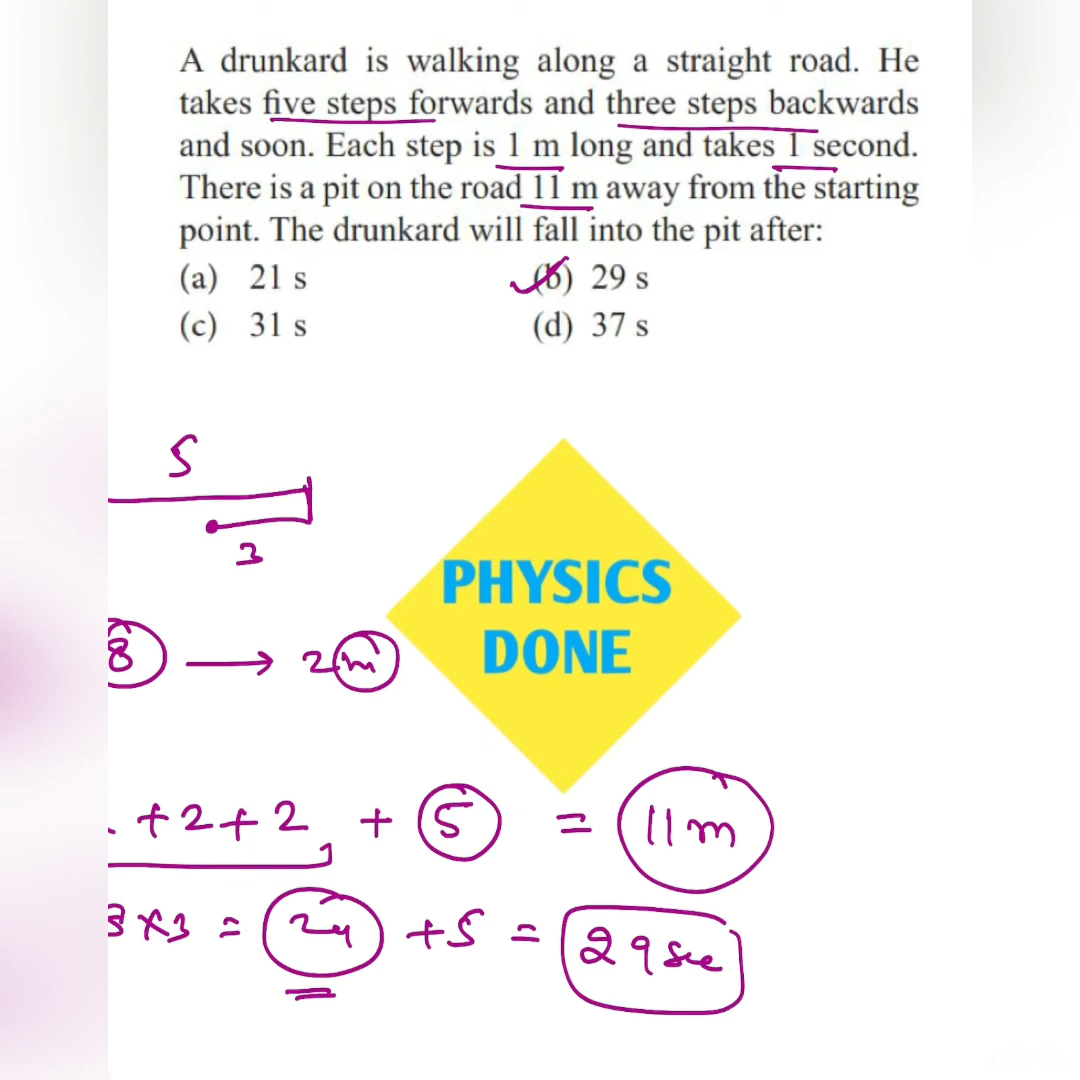 A drunkard is walking along a straight road. He
takes five steps forwards and three steps backwards
and soon. Each step is 1 m long and takes 1 second.
There is a pit on the road 11 m away from the starting
point. The drunkard will fall into the pit after:
(a) 21 s (b) 29 s
(c) 31 s (d) 37 s
5
3
PHYSICS
DONE
8 → 2m
+2+2 + 5 = 11m
8×3 = 24 +5 = 29 sec